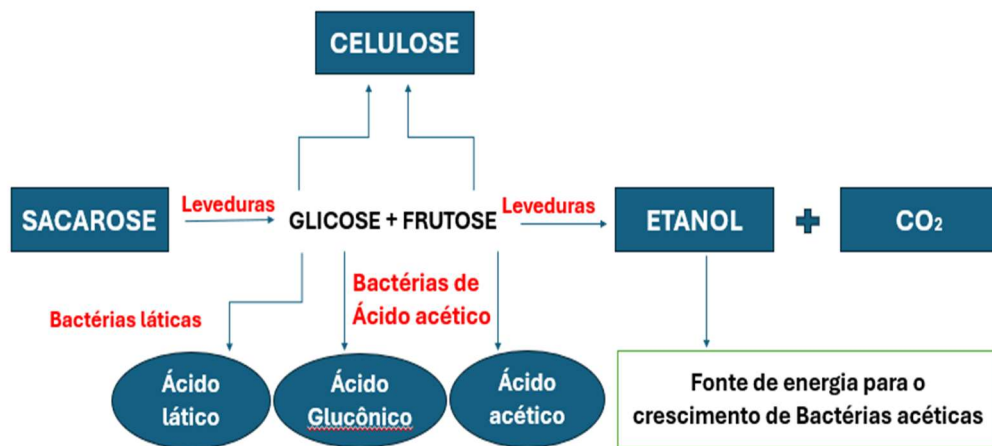 CELULOSE
SACAROSE
Leveduras
GLICOSE + FRUTOSE
Leveduras
ETANOL
CO₂
Bactérias láticas
Bactérias de
Ácido acético
Ácido
lático
Ácido
Glucônico
Ácido
acético
Fonte de energia para o
crescimento de Bactérias acéticas